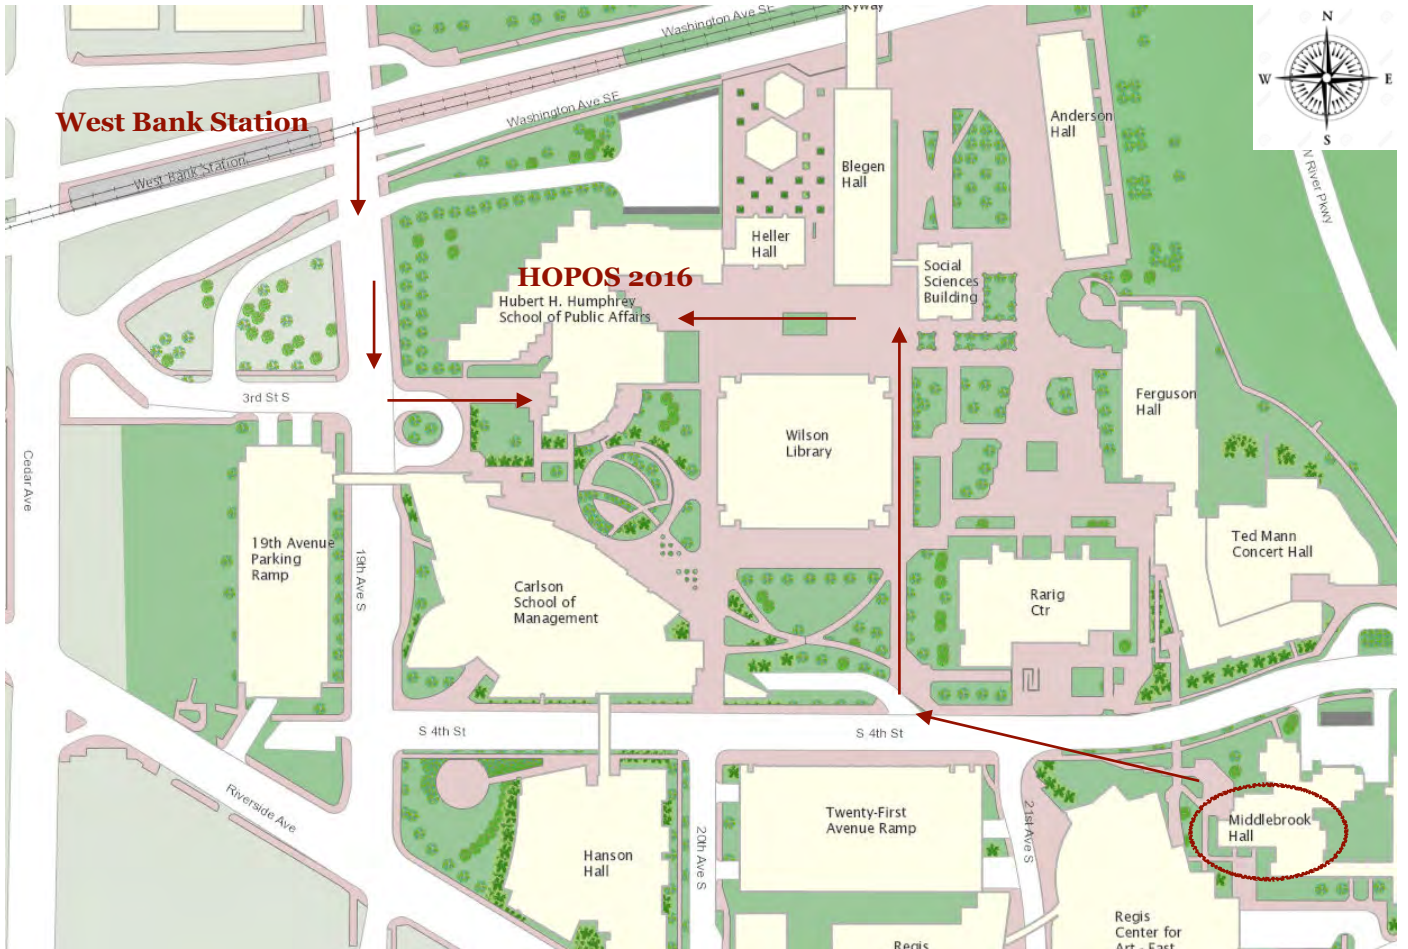 Washington Ave SE
Skyway
N
W
E
S
West Bank Station
Washington Ave SE
West Bank Station
Anderson
Hall
Blegen
Hall
W River Pkwy
Heller
Hall
HOPOS 2016
Hubert H. Humphrey
School of Public Affairs
Social
Sciences
Building
3rd St S
Ferguson
Hall
Wilson
Library
Cedar Ave
19th Avenue
Parking
Ramp
19th Ave S
Carlson
School of
Management
Rarig
Ctr
Ted Mann
Concert Hall
S 4th St
S 4th St
Riverside Ave
Hanson
Hall
20th Ave S
Twenty-First
Avenue Ramp
21st Ave S
Middlebrook
Hall
Regis
Regis
Center for
Art - East